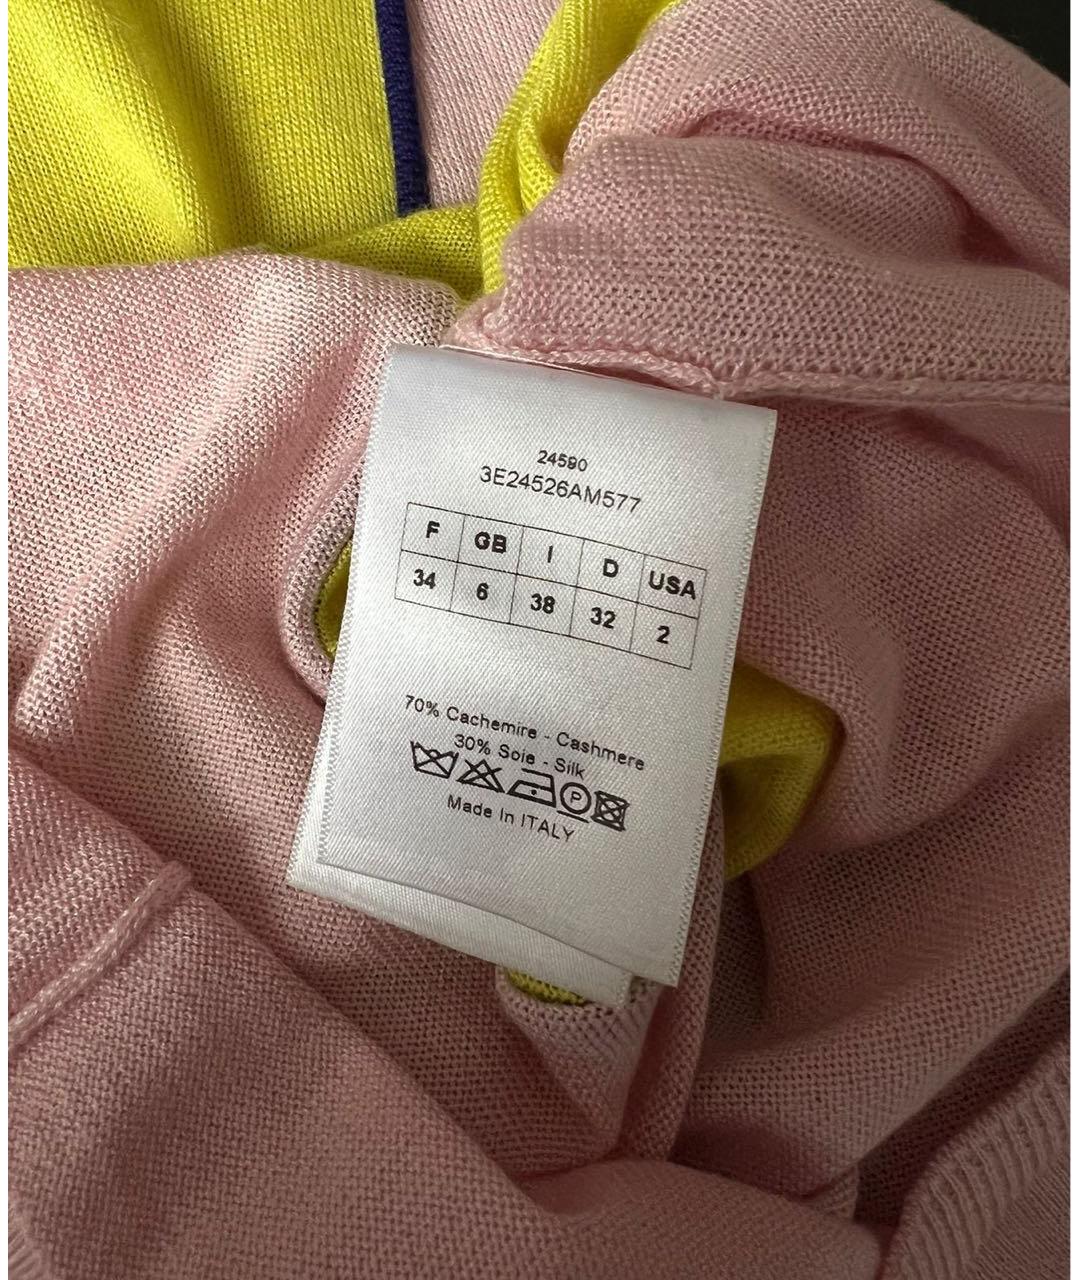 24590
3E24526AM577
F GB I D USA
34 6 38 32 2
70% Cachemire - Cashmere
30% Soie - Silk
P
Made In ITALY